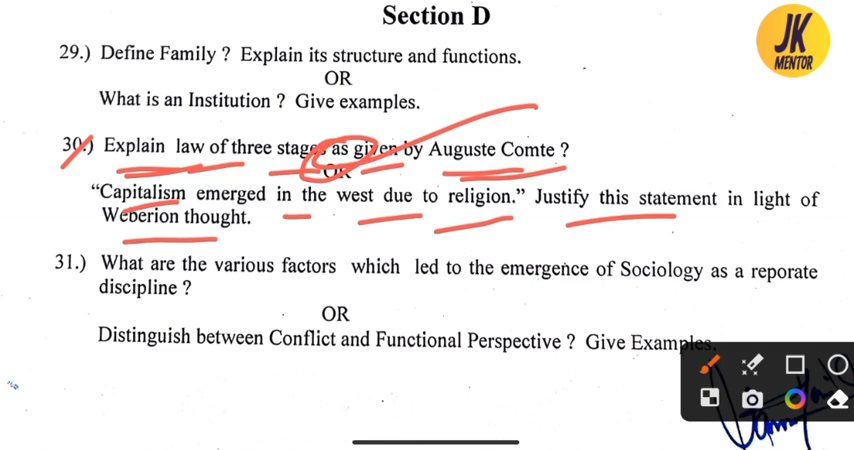 Section D
JK
MENTOR
29.) Define Family ? Explain its structure and functions.
OR
What is an Institution ? Give examples.
30.) Explain law of three stages as given by Auguste Comte ?
OR
“Capitalism emerged in the west due to religion.” Justify this statement in light of
Weberion thought.
31.) What are the various factors which led to the emergence of Sociology as a reporate
discipline ?
OR
Distinguish between Conflict and Functional Perspective ? Give Examples.